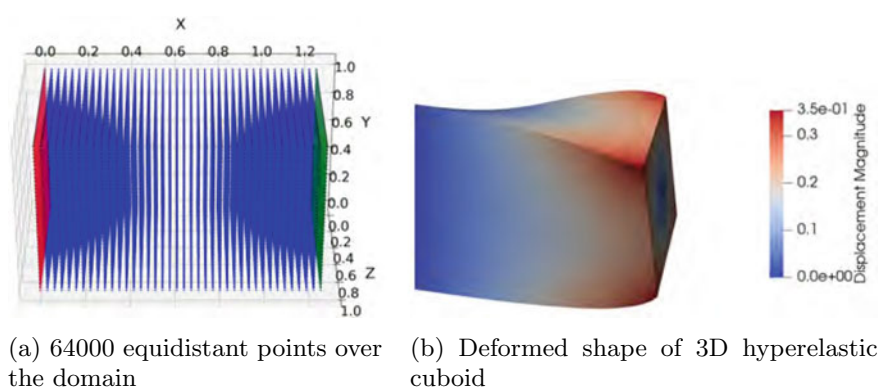 X
0.0 0.2 0.4 0.6 0.8 1.0 1.2
1.0
0.8
0.6 Y
0.4
0.2
0.0
0.0
0.2
0.4
0.6 Z
0.8
1.0
3.5e-01
0.3
0.2
0.1
0.0e+00
Displacement Magnitude
(a) 64000 equidistant points over
the domain
(b) Deformed shape of 3D hyperelastic
cuboid